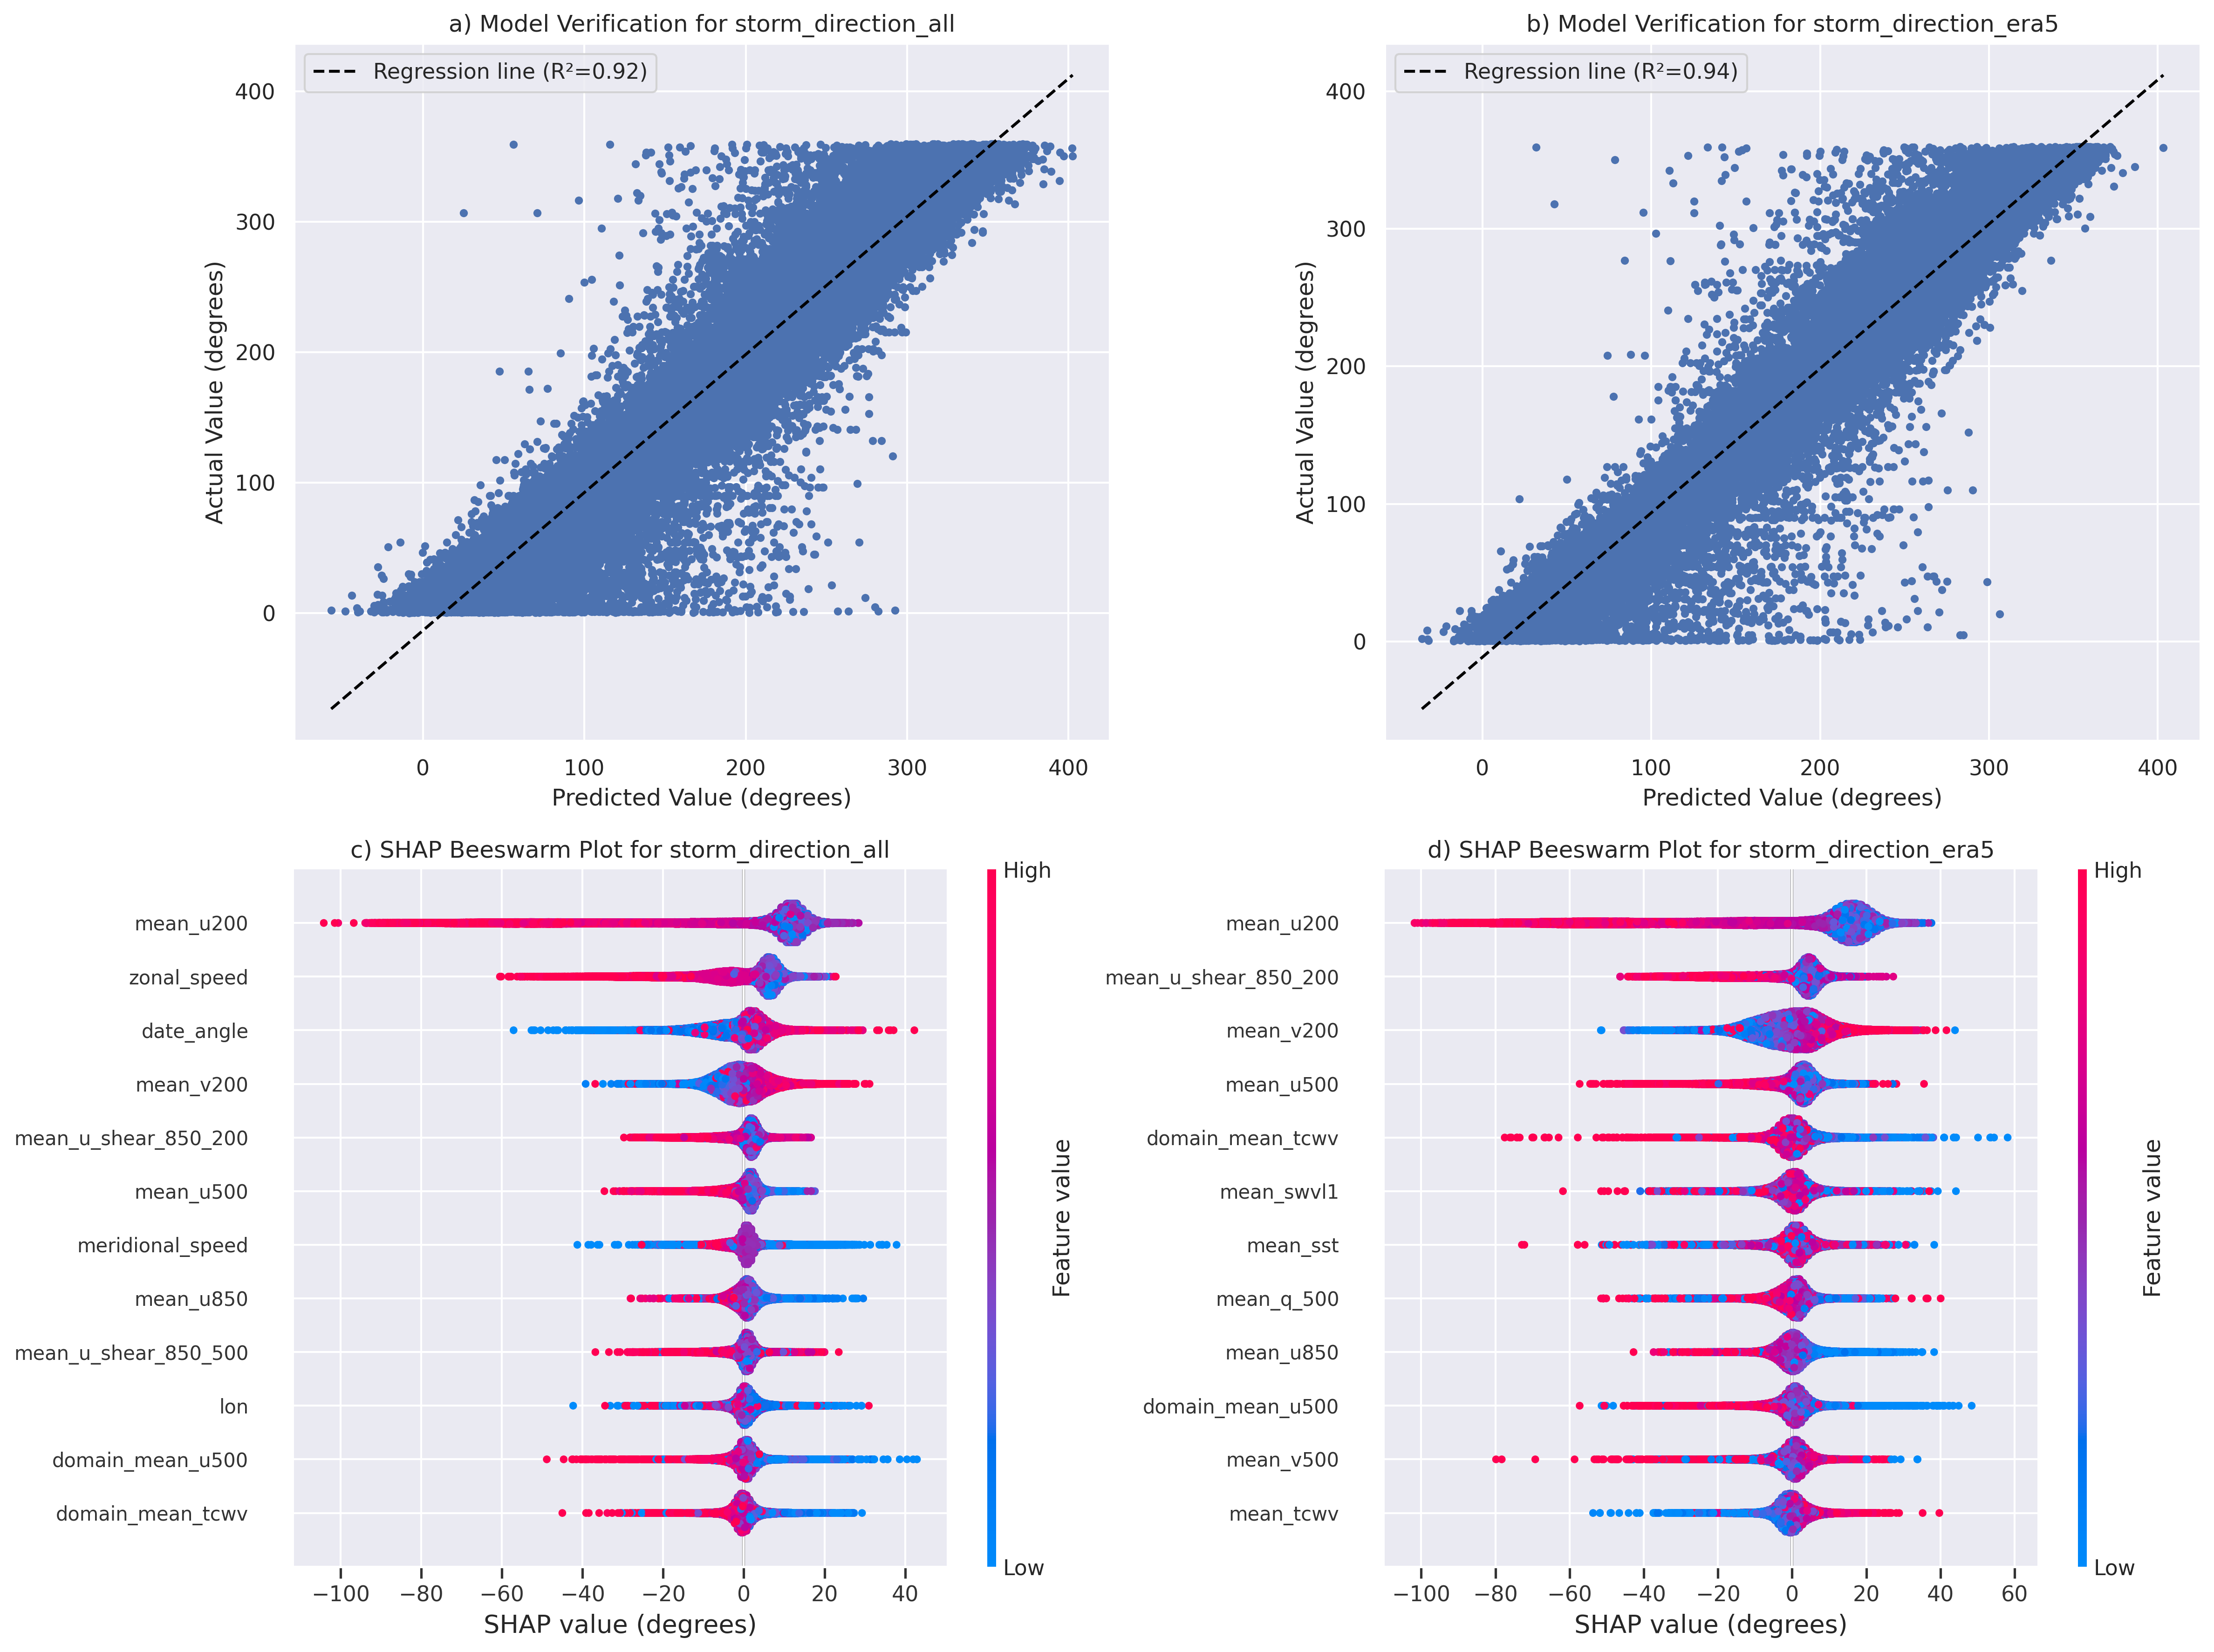 a) Model Verification for storm_direction_all
Regression line (R²=0.92)
400
300
200
100
0
Actual Value (degrees)
0
100
200
300
400
Predicted Value (degrees)
b) Model Verification for storm_direction_era5
Regression line (R²=0.94)
400
300
200
100
0
Actual Value (degrees)
0
100
200
300
400
Predicted Value (degrees)
c) SHAP Beeswarm Plot for storm_direction_all
mean_u200
zonal_speed
date_angle
mean_v200
mean_u_shear_850_200
mean_u500
meridional_speed
mean_u850
mean_u_shear_850_500
lon
domain_mean_u500
domain_mean_tcwv
−100
−80
−60
−40
−20
0
20
40
SHAP value (degrees)
High
Feature value
Low
d) SHAP Beeswarm Plot for storm_direction_era5
mean_u200
mean_u_shear_850_200
mean_v200
mean_u500
domain_mean_tcwv
mean_swvl1
mean_sst
mean_q_500
mean_u850
domain_mean_u500
mean_v500
mean_tcwv
−100
−80
−60
−40
−20
0
20
40
60
SHAP value (degrees)
High
Feature value
Low